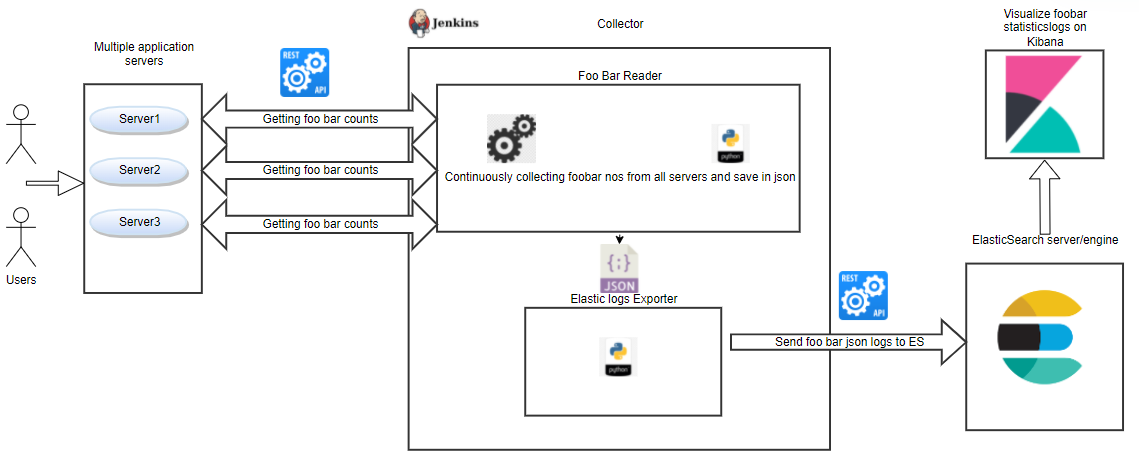 Jenkins
Collector
Visualize foobar
statisticslogs on
Kibana
Multiple application
servers
REST
API
Foo Bar Reader
Server1
Getting foo bar counts
Server2
Getting foo bar counts
python
Continuously collecting foobar nos from all servers and save in json
Server3
Getting foo bar counts
Users
ElasticSearch server/engine
{;}
JSON
Elastic logs Exporter
REST
API
Send foo bar json logs to ES
python